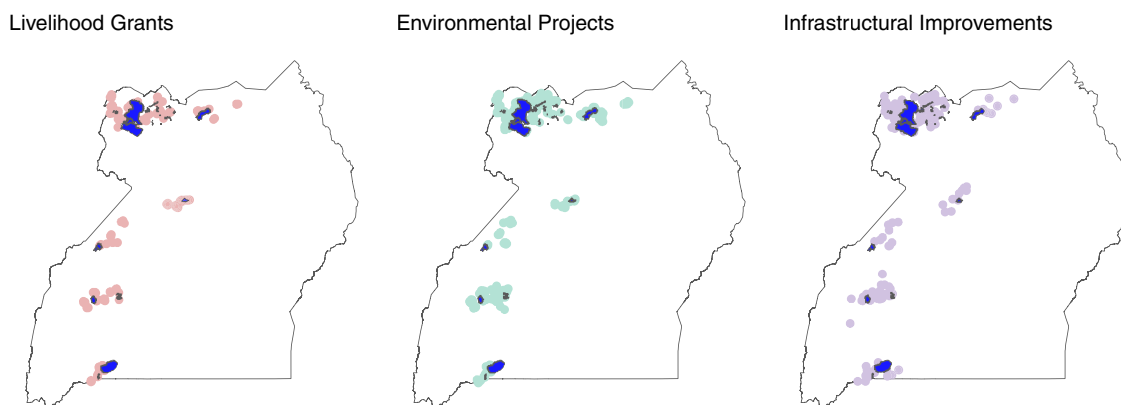 Livelihood Grants
Environmental Projects
Infrastructural Improvements